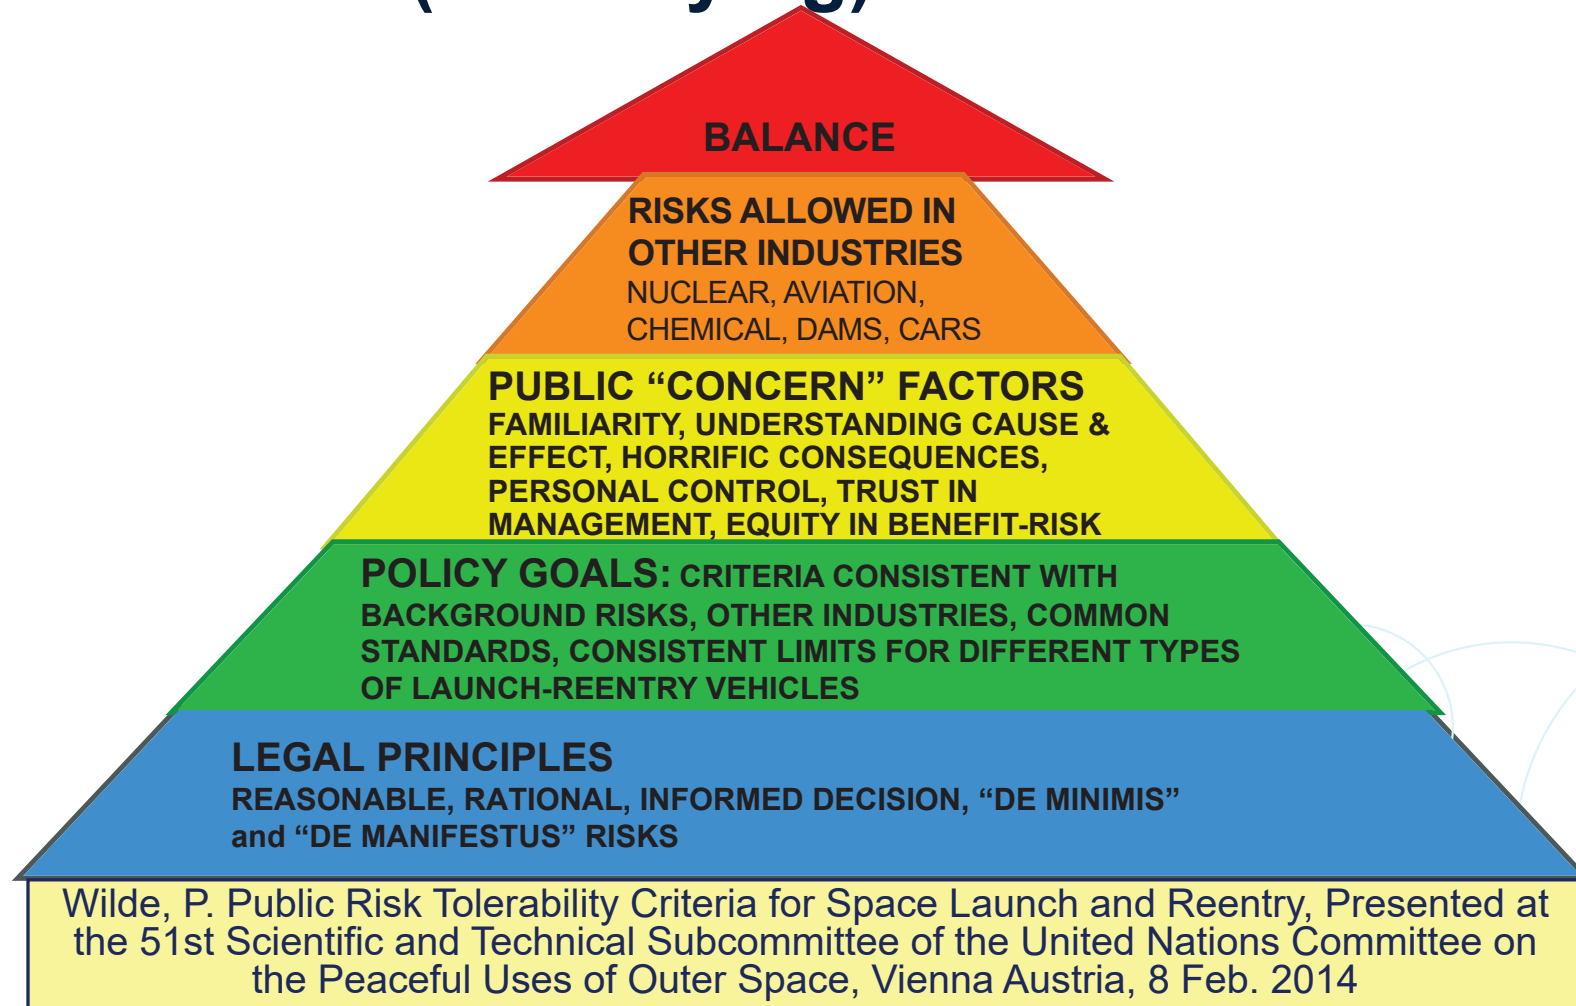 BALANCE
RISKS ALLOWED IN
OTHER INDUSTRIES
NUCLEAR, AVIATION,
CHEMICAL, DAMS, CARS
PUBLIC “CONCERN” FACTORS
FAMILIARITY, UNDERSTANDING CAUSE &
EFFECT, HORRIFIC CONSEQUENCES,
PERSONAL CONTROL, TRUST IN
MANAGEMENT, EQUITY IN BENEFIT-RISK
POLICY GOALS: CRITERIA CONSISTENT WITH
BACKGROUND RISKS, OTHER INDUSTRIES, COMMON
STANDARDS, CONSISTENT LIMITS FOR DIFFERENT TYPES
OF LAUNCH-REENTRY VEHICLES
LEGAL PRINCIPLES
REASONABLE, RATIONAL, INFORMED DECISION, “DE MINIMIS”
and “DE MANIFESTUS” RISKS
Wilde, P. Public Risk Tolerability Criteria for Space Launch and Reentry, Presented at
the 51st Scientific and Technical Subcommittee of the United Nations Committee on
the Peaceful Uses of Outer Space, Vienna Austria, 8 Feb. 2014